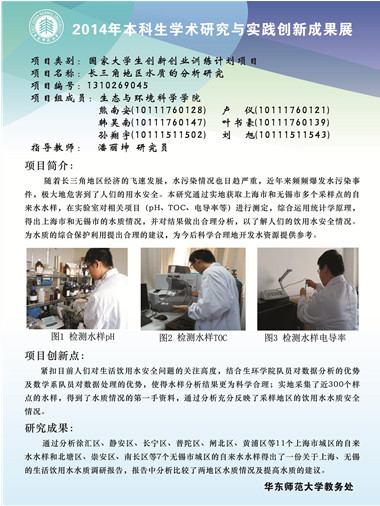 2014年本科生学术研究与实践创新成果展
项目类别: 国家大学生创新创业训练计划项目
项目名称: 长三角地区水质的分析研究
项目编号: 1310269045
项目组成员: 生态与环境科学学院
熊南安(10111760128) 卢 仪(10111760121)
韩昊南(10111760147) 叶书豪(10111760139)
孙翔宇(10111511502) 刘 旭(10111511543)
指导教师: 潘丽坤 研究员
项目简介:
随着长三角地区经济的飞速发展，水污染情况也日趋严重，近年来频频爆发水污染事
件，极大地危害到了人们的用水安全。本研究通过实地获取上海市和无锡市多个采样点的自
来水水样，在实验室对相关项目（pH、TOC、电导率等）进行测定，综合运用统计学原理，
得出上海市和无锡市的水质情况，并对结果做出合理分析，以了解人们的饮用水安全情况。
为水质的综合保护利用提出合理的建议，为今后科学合理地开发水资源提供参考。
图1 检测水样pH
图2 检测水样TOC
图3 检测水样电导率
项目创新点:
紧扣目前人们对生活饮用水安全问题的关注高度，结合生环学院队员对数据分析的优势
及数学系队员对数据处理的优势，使得水样分析结果更为科学合理；实地采集了近300个样
点的水样，得到了水质情况的第一手资料，通过分析充分反映了采样地区的饮用水水质安全
情况。
研究成果:
通过分析徐汇区、静安区、长宁区、普陀区、闸北区、黄浦区等11个上海市城区的自来
水水样和北塘区、崇安区、南长区等7个无锡市城区的自来水水样得出了一份关于上海、无锡
的生活饮用水水质调研报告，报告中分析比较了两地区水质情况及提高水质的建议。
华东师范大学教务处